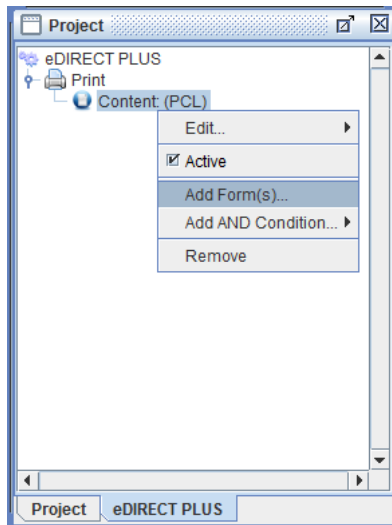 Project
eDIRECT PLUS
Print
Content: (PCL)
Edit...
Active
Add Form(s)...
Add AND Condition...
Remove
Project eDIRECT PLUS